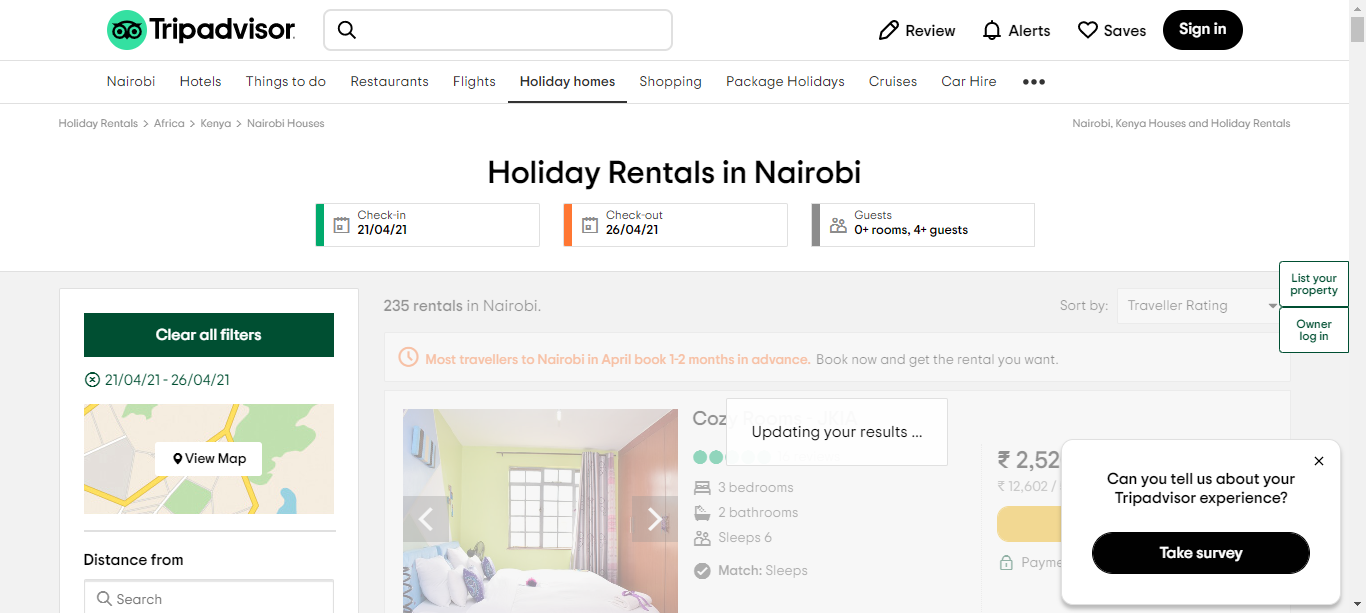 Tripadvisor
Review
Alerts
Saves
Sign in
Nairobi
Hotels
Things to do
Restaurants
Flights
Holiday homes
Shopping
Package Holidays
Cruises
Car Hire
Holiday Rentals > Africa > Kenya > Nairobi Houses
Nairobi, Kenya Houses and Holiday Rentals
Holiday Rentals in Nairobi
Check-in
21/04/21
Check-out
26/04/21
Guests
0+ rooms, 4+ guests
List your
property
Owner
log in
Clear all filters
21/04/21 - 26/04/21
View Map
Distance from
Search
235 rentals in Nairobi.
Sort by:
Traveller Rating
Most travellers to Nairobi in April book 1-2 months in advance. Book now and get the rental you want.
Cozy Rooms - JKIA
Updating your results ...
3 bedrooms
2 bathrooms
Sleeps 6
Match: Sleeps
₹ 2,52
₹ 12,602 /
Payme
Can you tell us about your
Tripadvisor experience?
Take survey